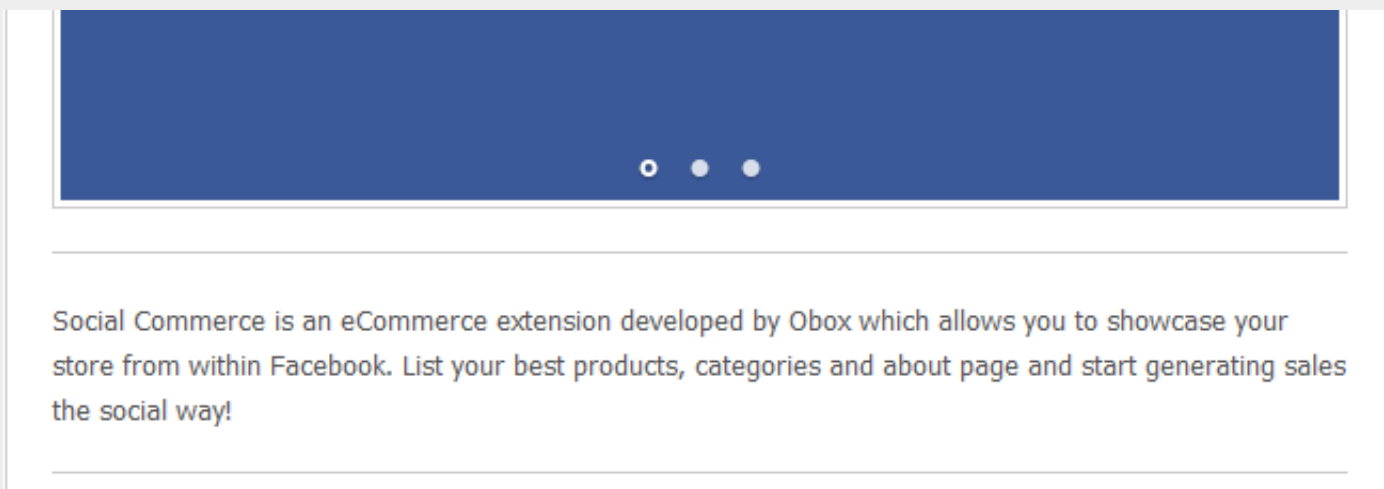 Social Commerce is an eCommerce extension developed by Obox which allows you to showcase your
store from within Facebook. List your best products, categories and about page and start generating sales
the social way!